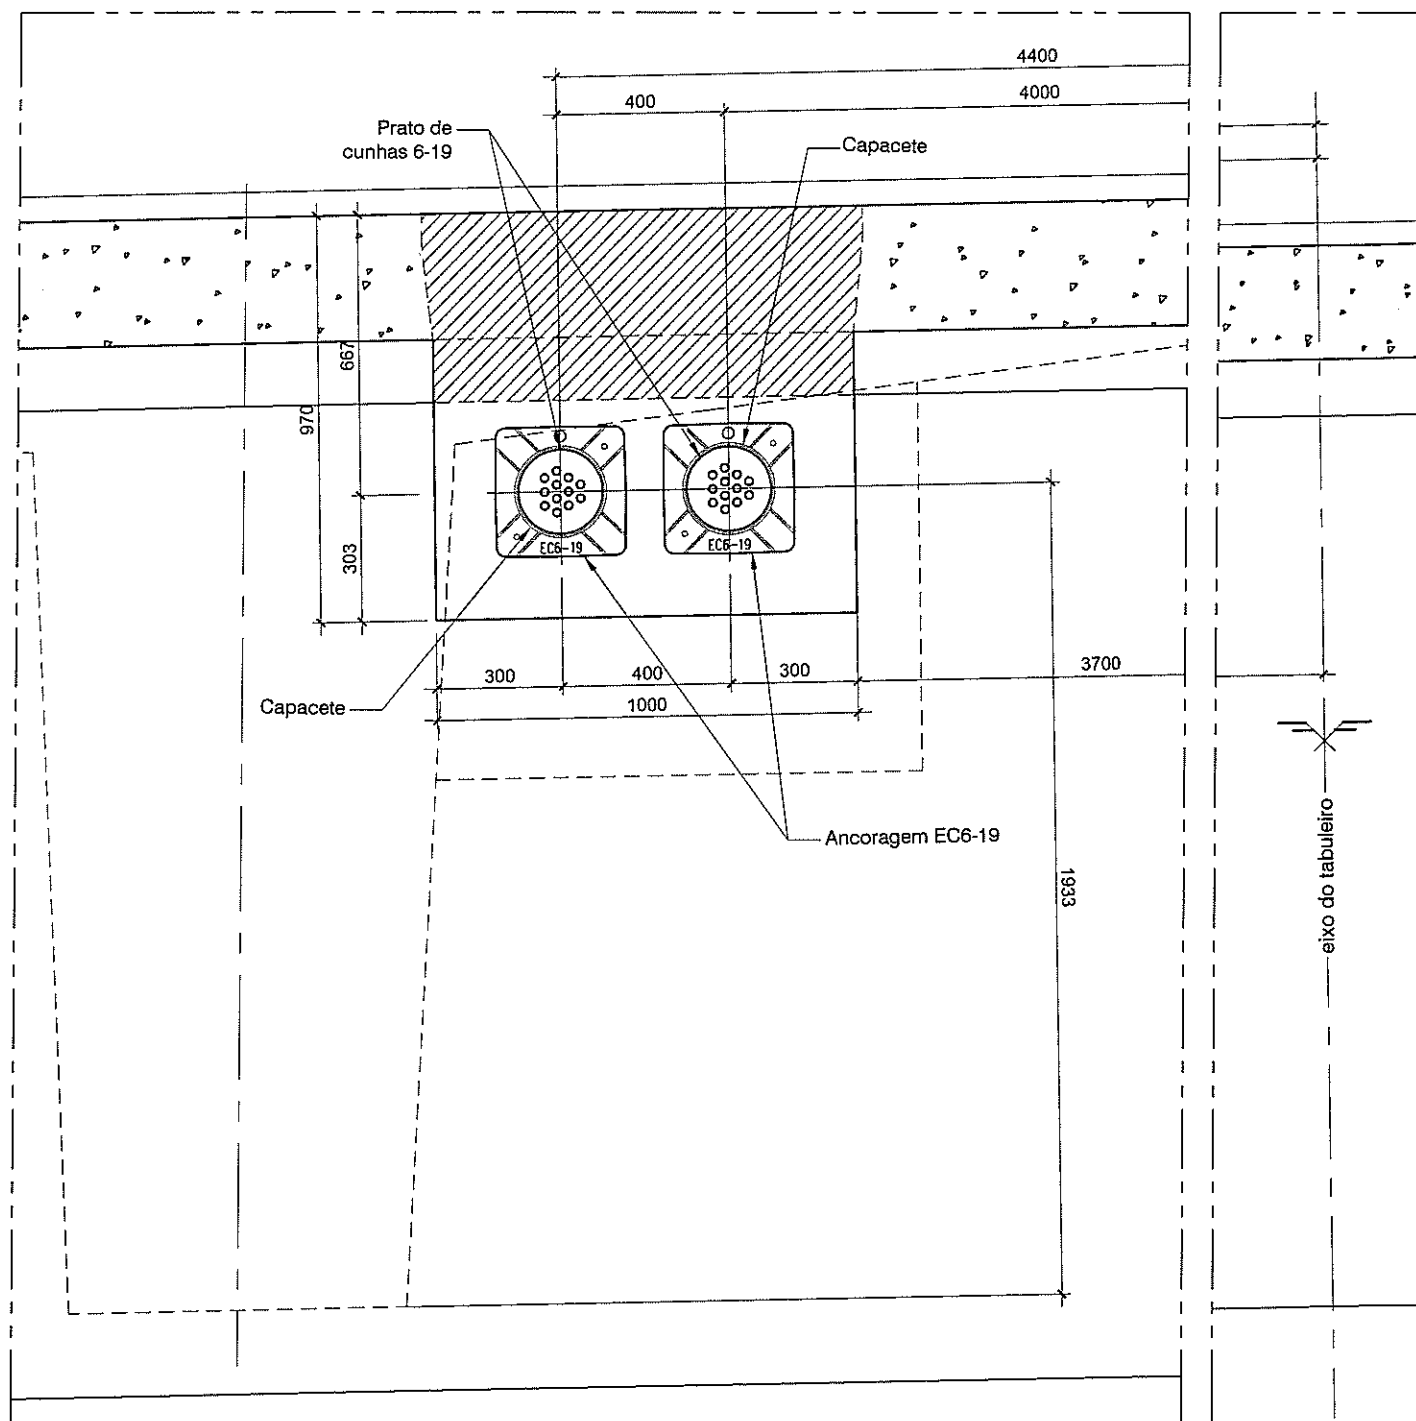 4400
400
4000
Prato de
cunhas 6-19
Capacete
667
970
303
EC6-19
EC6-19
300
400
300
3700
1000
Capacete
Ancoragem EC6-19
1933
eixo do tabuleiro